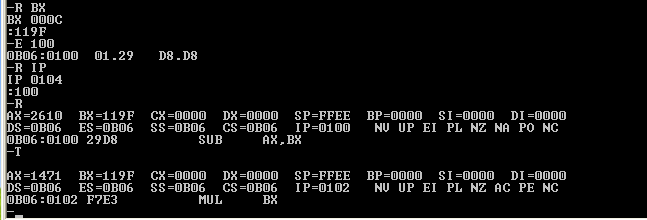 -R BX
BX 000C
:119F
-E 100
0B06:0100  01.29   D8.D8
-R IP
IP 0104
:100
-R
AX=2610  BX=119F  CX=0000  DX=0000  SP=FFEE  BP=0000  SI=0000  DI=0000
DS=0B06  ES=0B06  SS=0B06  CS=0B06  IP=0100   NV UP EI PL NZ NA PO NC
0B06:0100 29D8          SUB     AX,BX
-T
AX=1471  BX=119F  CX=0000  DX=0000  SP=FFEE  BP=0000  SI=0000  DI=0000
DS=0B06  ES=0B06  SS=0B06  CS=0B06  IP=0102   NV UP EI PL NZ AC PE NC
0B06:0102 F7E3          MUL     BX
-